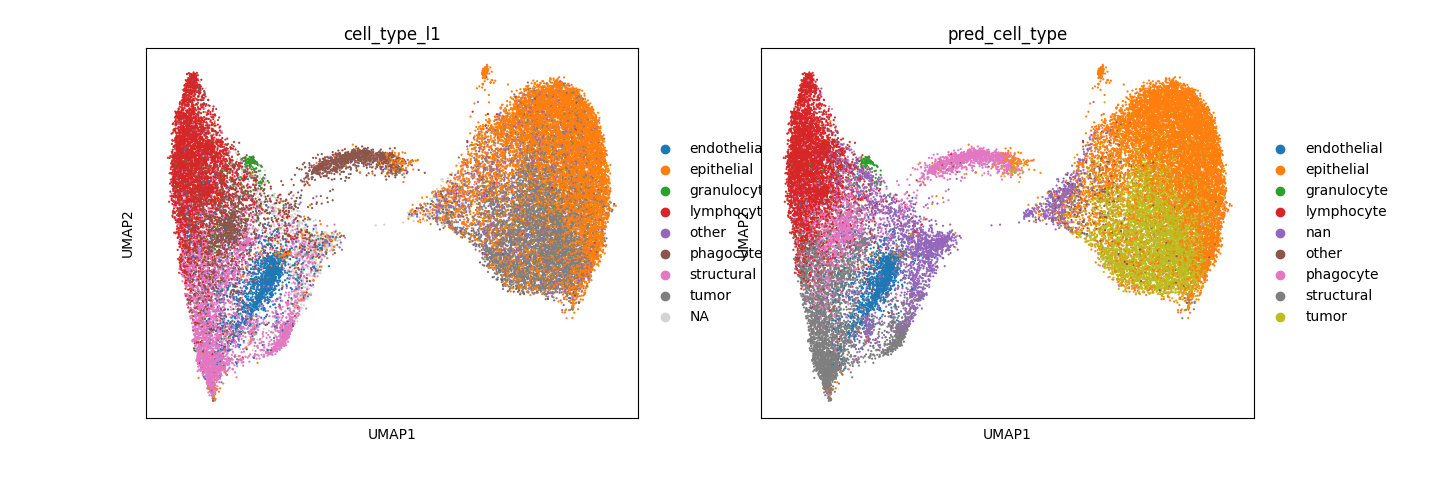 cell_type_l1
UMAP2
UMAP1
endothelia
epithelial
granulocyt
lymphocyt
other
phagocyte
structural
tumor
NA
pred_cell_type
UMAP2
UMAP1
endothelial
epithelial
granulocyte
lymphocyte
nan
other
phagocyte
structural
tumor